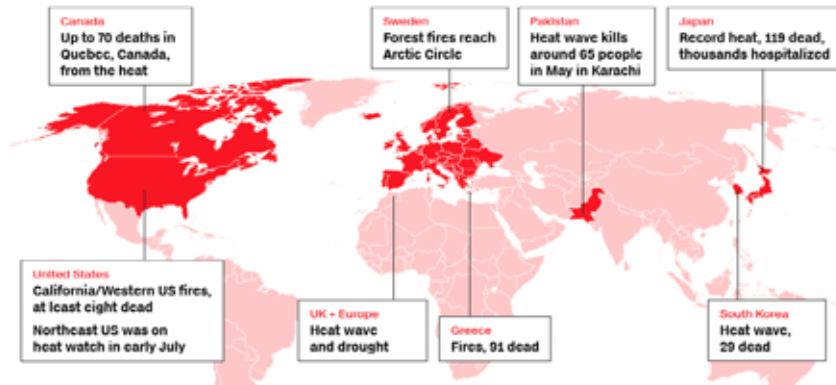 Canada
Up to 70 deaths in
Quebec, Canada,
from the heat
Sweden
Forest fires reach
Arctic Circle
Pakistan
Heat wave kills
around 65 people
in May in Karachi
Japan
Record heat, 119 dead,
thousands hospitalized
United States
California/Western US fires,
at least eight dead
Northeast US was on
heat watch in early July
UK + Europe
Heat wave
and drought
Greece
Fires, 91 dead
South Korea
Heat wave,
29 dead